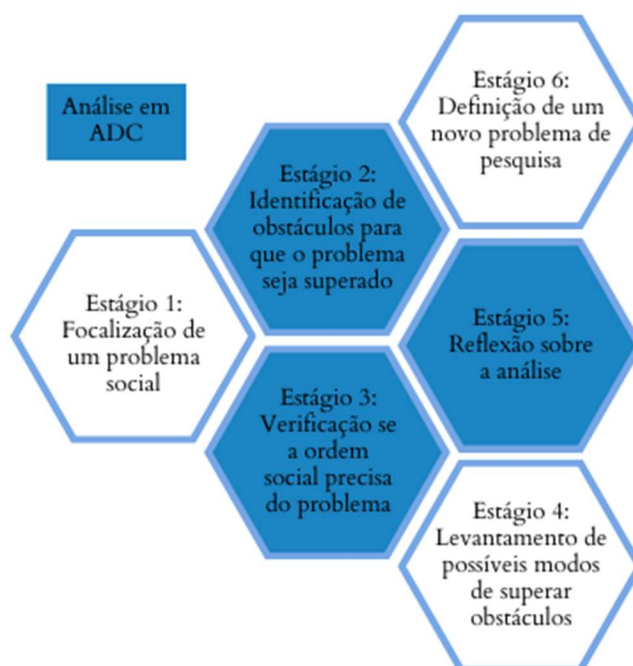 Análise em
ADC
Estágio 1:
Focalização de
um problema
social
Estágio 2:
Identificação de
obstáculos para
que o problema
seja superado
Estágio 3:
Verificação se
a ordem
social precisa
do problema
Estágio 6:
Definição de um
novo problema de
pesquisa
Estágio 5:
Reflexão sobre
a análise
Estágio 4:
Levantamento de
possíveis modos
de superar
obstáculos